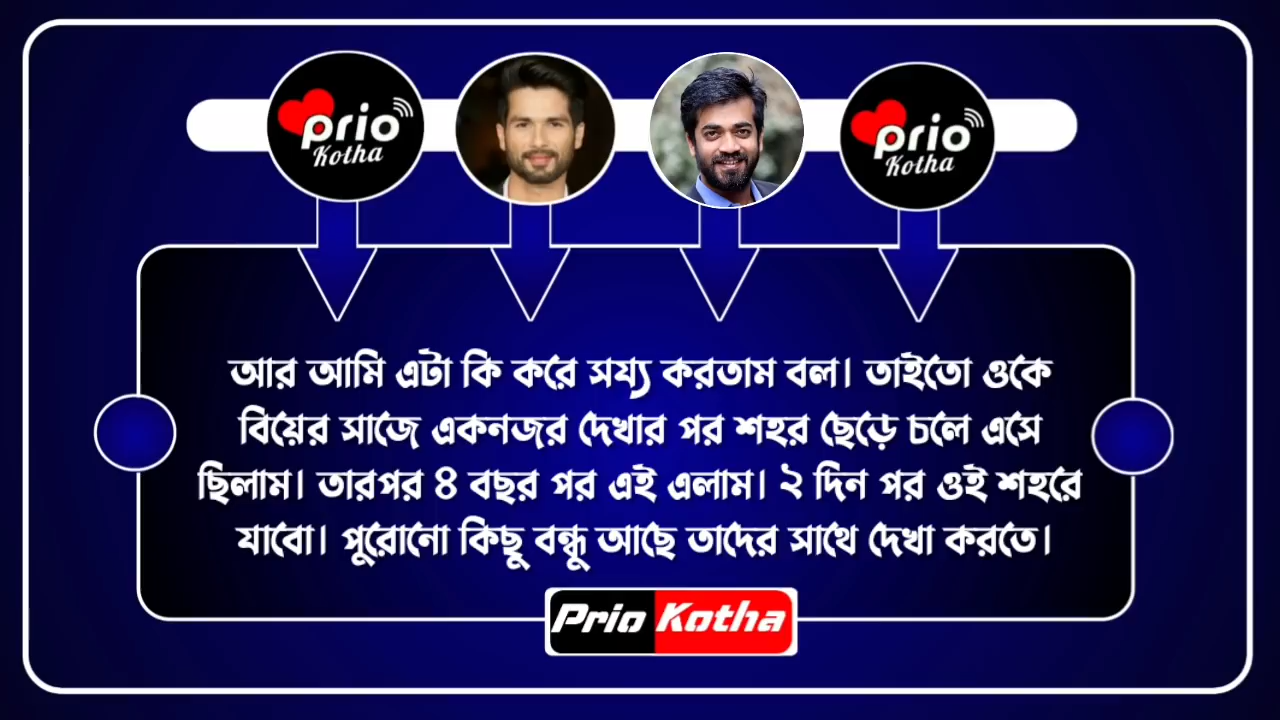 prio
Kotha
prio
Kotha
আর আমি এটা কি করে সয্য করতাম বল। তাইতো ওকে
বিয়ের সাজে একনজর দেখার পর শহর ছেড়ে চলে এসে
ছিলাম। তারপর ৪ বছর পর এই এলাম। ২ দিন পর ওই শহরে
যাবো। পুরোনো কিছু বন্ধু আছে তাদের সাথে দেখা করতে।
Prio Kotha